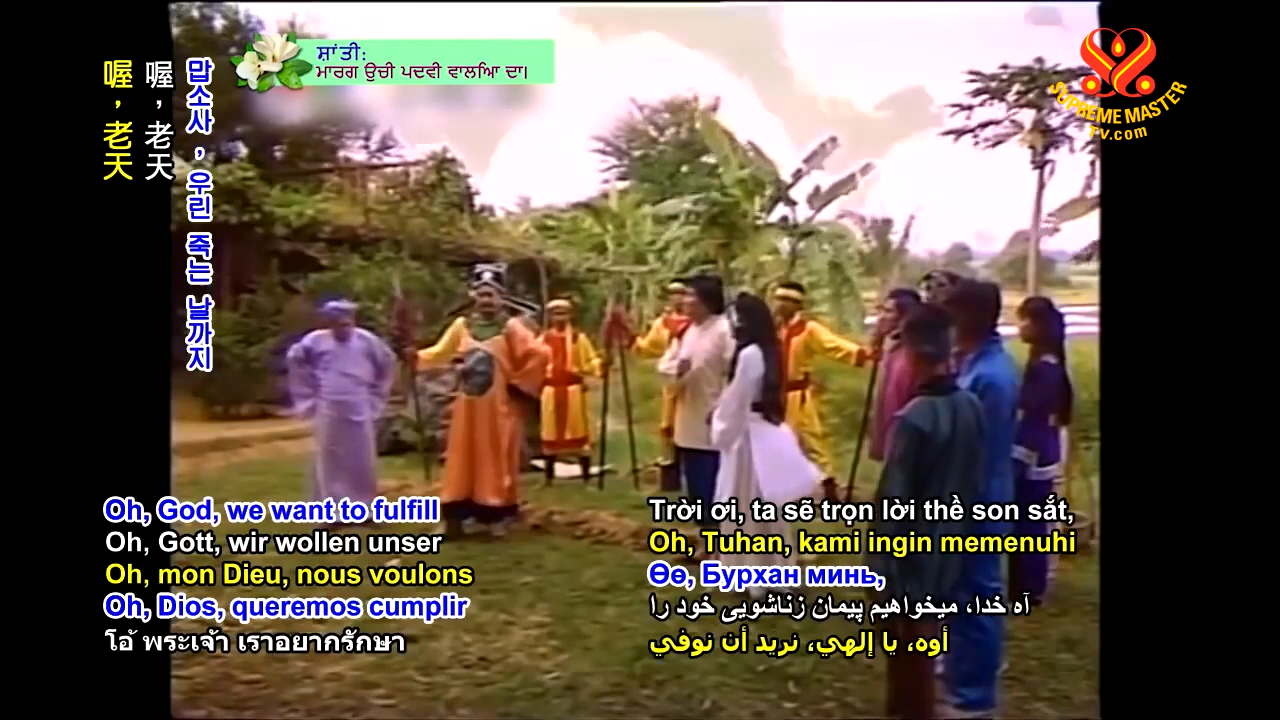 喔，老天
喔，老天
맙소사, 우린 죽는 날까지
ਸ਼ਾਂਤੀ:
ਮਾਰਗ ਉਚੀ ਪਦਵੀ ਵਾਲਆਿ ਦਾ।
SUPREME MASTER
TV.com
Oh, God, we want to fulfill
Oh, Gott, wir wollen unser
Oh, mon Dieu, nous voulons
Oh, Dios, queremos cumplir
โอ้ พระเจ้า เราอยากรักษา
Trời ơi, ta sẽ trọn lời thề son sắt,
Oh, Tuhan, kami ingin memenuhi
Өө, Бурхан минь,
آه خدا، میخواهیم پیمان زناشویی خود را
أوه، يا إلهي، نريد أن نوفي